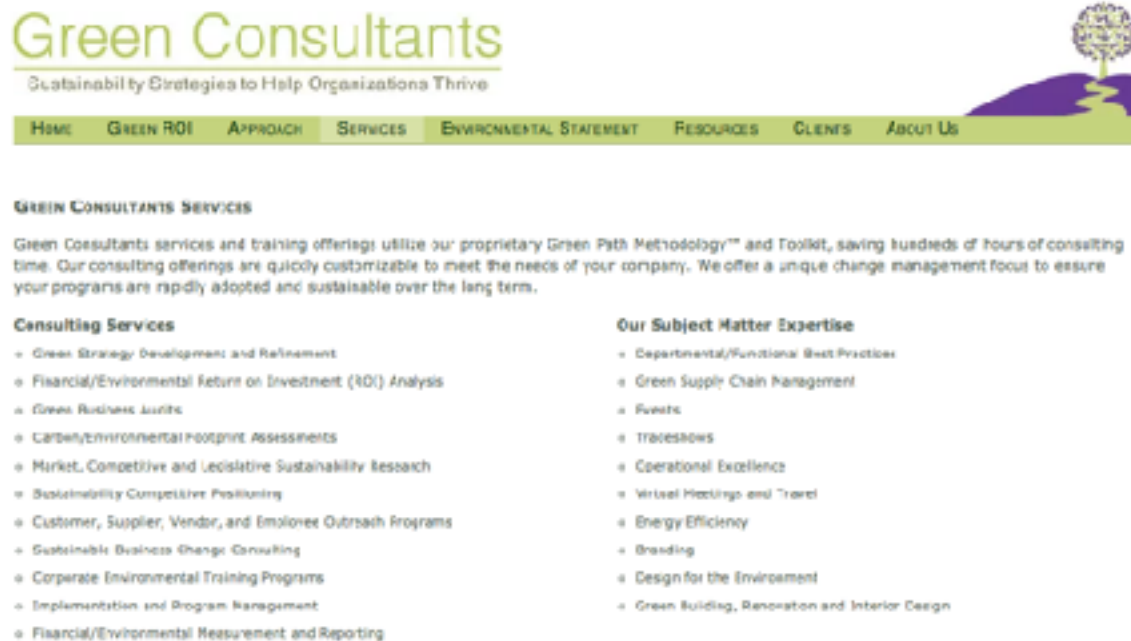 Green Consultants
Sustainability Strategies to Help Organizations Thrive
HOME GREEN ROI APPROACH SERVICES ENVIRONMENTAL STATEMENT RESOURCES CLIENTS ABOUT US
GREEN CONSULTANTS SERVICES
Green Consultants services and training offerings utilize our proprietary Green Path Methodology™ and Toolkit, saving hundreds of hours of consulting
time. Our consulting offerings are quickly customizable to meet the needs of your company. We offer a unique change management focus to ensure
your programs are rapidly adopted and sustainable over the long term.
Consulting Services
Green Strategy Development and Refinement
Financial/Environmental Return on Investment (ROI) Analysis
Green Business Audits
Carbon/Environmental Footprint Assessments
Market, Competitive and Legislative Sustainability Research
Sustainability Competitive Positioning
Customer, Supplier, Vendor, and Employee Outreach Programs
Sustainable Business Change Consulting
Corporate Environmental Training Programs
Implementation and Program Management
Financial/Environmental Measurement and Reporting
Our Subject Matter Expertise
Departmental/Functional Best Practices
Green Supply Chain Management
Events
Tradeshows
Operational Excellence
Virtual Meetings and Travel
Energy Efficiency
Branding
Design for the Environment
Green Building, Renovation and Interior Design